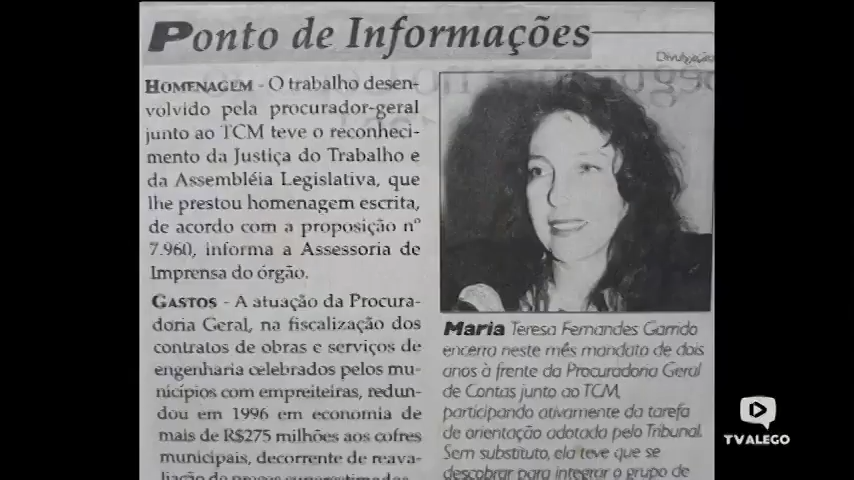 Ponto de Informações
Divulgação
HOMENAGEM - O trabalho desen-
volvido pela procurador-geral
junto ao TCM teve o reconheci-
mento da Justiça do Trabalho e
da Assembléia Legislativa, que
lhe prestou homenagem escrita,
de acordo com a proposição nº
7.960, informa a Assessoria de
Imprensa do órgão.
GASTOS - A atuação da Procura-
doria Geral, na fiscalização dos
contratos de obras e serviços de
engenharia celebrados pelos mu-
nicípios com empreiteiras, redun-
dou em 1996 em economia de
mais de R$275 milhões aos cofres
municipais, decorrente de reava-
Maria Teresa Fernandes Garrido
encerra neste mês mandato de dois
anos à frente da Procuradoria Geral
de Contas junto ao TCM,
participando ativamente da tarefa
de orientação adotada pelo Tribunal.
Sem substituto, ela teve que se
descobrar para integrar o grupo de
TVALEGO